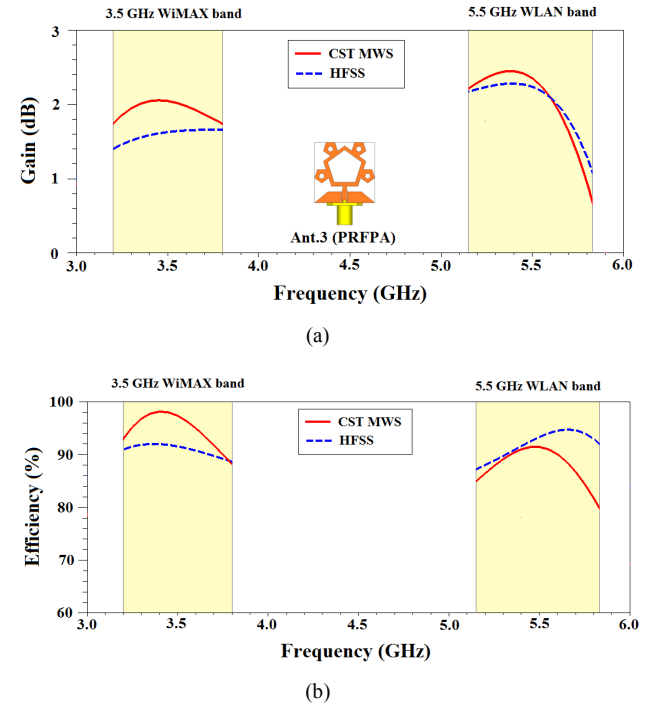 3.5 GHz WiMAX band
5.5 GHz WLAN band
3
2
1
0
Gain (dB)
CST MWS
HFSS
Ant.3 (PRFPA)
3.0
3.5
4.0
4.5
5.0
5.5
6.0
Frequency (GHz)
(a)
3.5 GHz WiMAX band
5.5 GHz WLAN band
100
90
80
70
60
Efficiency (%)
CST MWS
HFSS
3.0
3.5
4.0
4.5
5.0
5.5
6.0
Frequency (GHz)
(b)